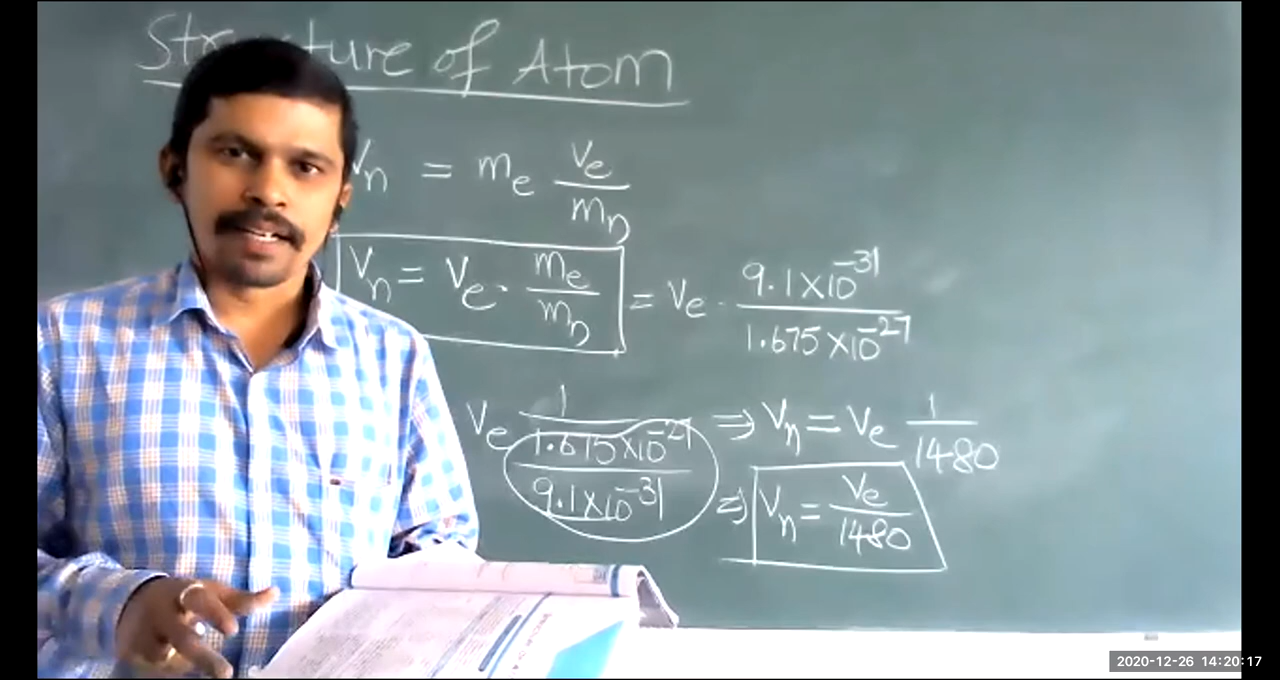 Structure of Atom
Vn = me Ve/mn
Vn = Ve · me/mn = Ve · 9.1×10^-31/1.675×10^-27
Ve 1/(1.675×10^-27/9.1×10^-31) ⇒ Vn = Ve 1/1480
⇒ Vn = Ve/1480
2020-12-26 14:20:17